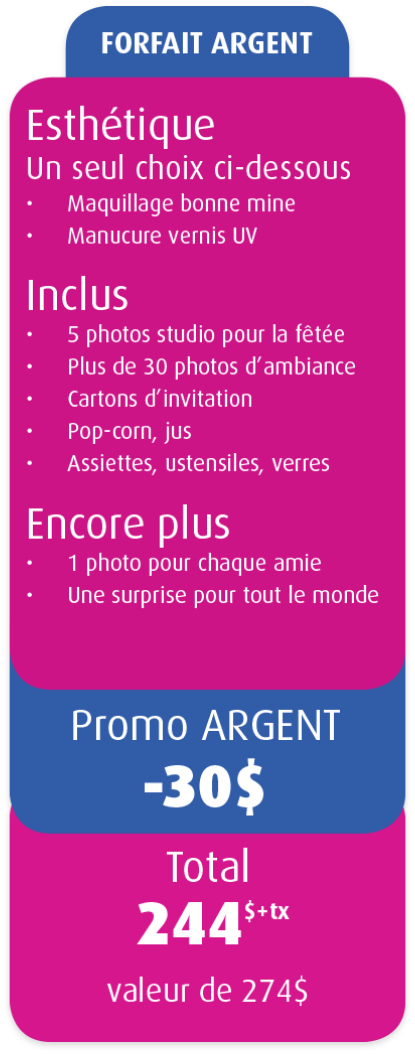 FORFAIT ARGENT
Esthétique
Un seul choix ci-dessous
• Maquillage bonne mine
• Manucure vernis UV
Inclus
• 5 photos studio pour la fêtée
• Plus de 30 photos d’ambiance
• Cartons d’invitation
• Pop-corn, jus
• Assiettes, ustensiles, verres
Encore plus
• 1 photo pour chaque amie
• Une surprise pour tout le monde
Promo ARGENT
-30$
Total
244$+tx
valeur de 274$